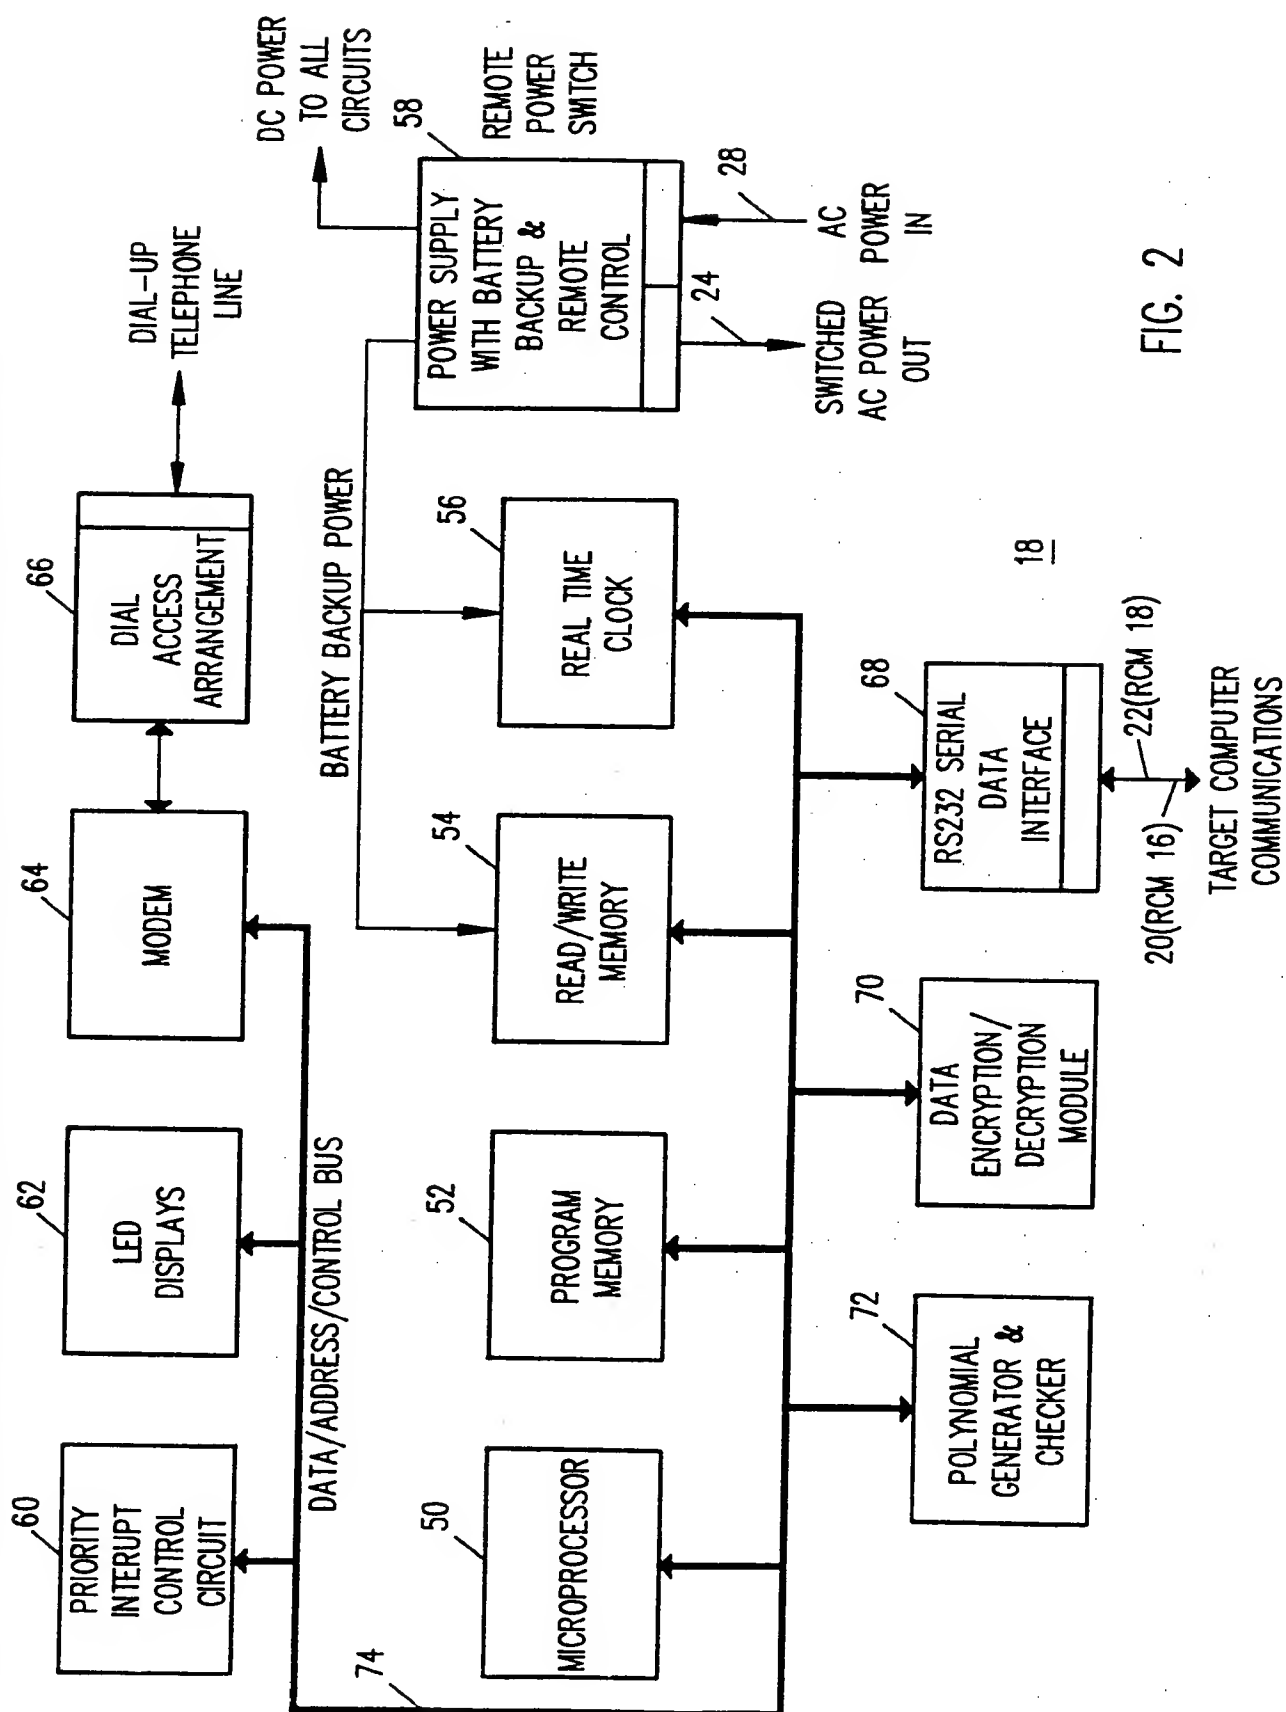 60
PRIORITY
INTERUPT
CONTROL
CIRCUIT
62
LED
DISPLAYS
64
MODEM
66
DIAL
ACCESS
ARRANGEMENT
DIAL-UP
TELEPHONE
LINE
DC POWER
TO ALL
CIRCUITS
74
DATA/ADDRESS/CONTROL BUS
BATTERY BACKUP POWER
50
MICROPROCESSOR
52
PROGRAM
MEMORY
54
READ/WRITE
MEMORY
56
REAL TIME
CLOCK
58
POWER SUPPLY
WITH BATTERY
BACKUP &
REMOTE
CONTROL
REMOTE
POWER
SWITCH
24
28
SWITCHED
AC POWER
OUT
AC
POWER
IN
72
POLYNOMIAL
GENERATOR &
CHECKER
70
DATA
ENCRYPTION/
DECRYPTION
MODULE
68
RS232 SERIAL
DATA
INTERFACE
20(RCM 16)
22(RCM 18)
TARGET COMPUTER
COMMUNICATIONS
18
FIG. 2